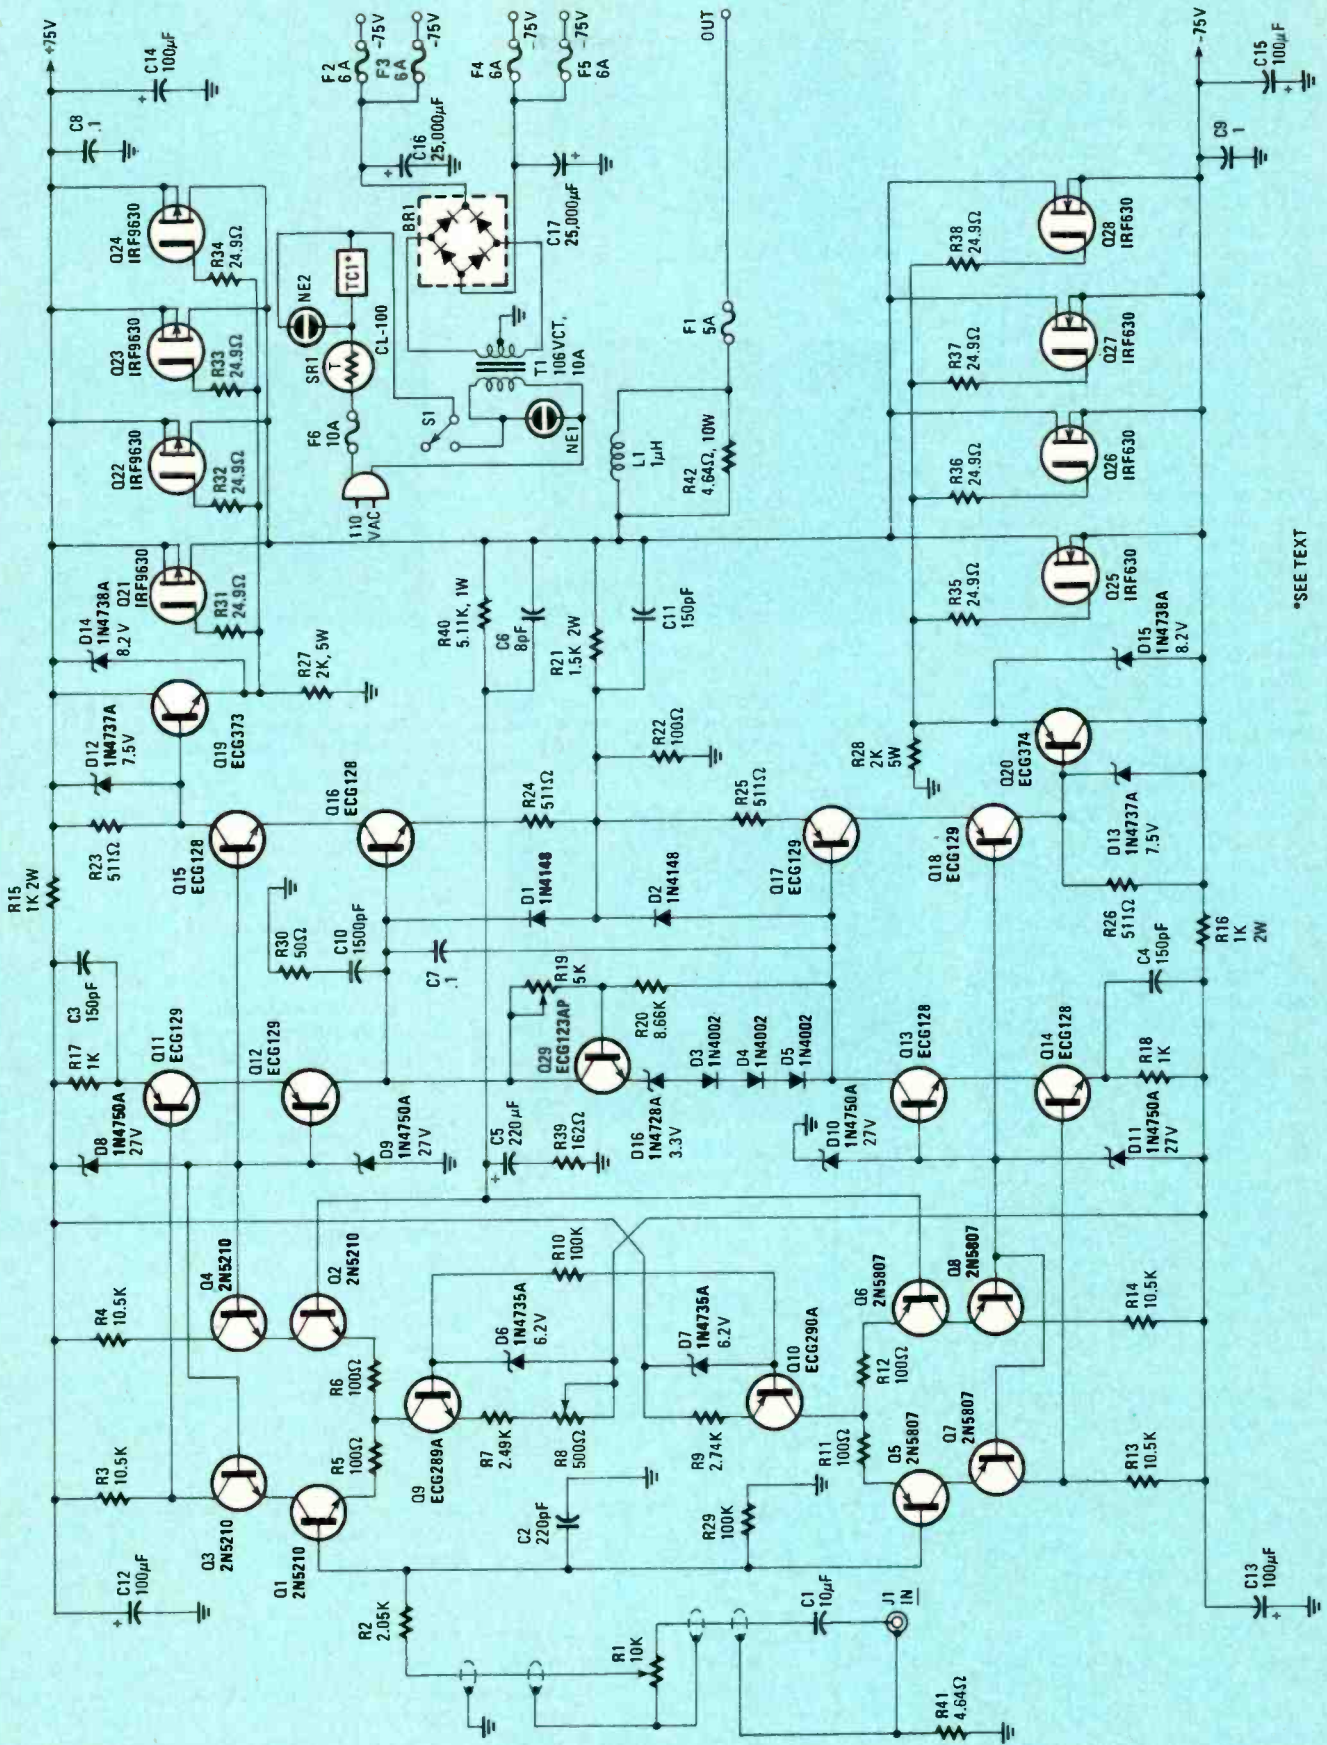 +75V
C14
100µF
+
C8
.1
Q24
IRF9630
R34
24.9Ω
Q23
IRF9630
R33
24.9Ω
Q22
IRF9630
R32
24.9Ω
Q21
IRF9630
R31
24.9Ω
D14
1N4738A
8.2V
R27
2K, 5W
D12
1N4737A
7.5V
Q19
ECG373
R23
511Ω
Q15
ECG128
Q16
ECG128
R15
1K 2W
R24
511Ω
R30
50Ω
C10
1500pF
C3
150pF
R17
1K
Q11
ECG129
Q12
ECG129
D8
1N4750A
27V
D9
1N4750A
27V
Q4
2N5210
Q2
2N5210
R4
10.5K
R3
10.5K
Q3
2N5210
Q1
2N5210
R6
100Ω
R5
100Ω
C12
100µF
+
F2
6A
-75V
F3
6A
-75V
F4
6A
-75V
F5
6A
-75V
+
C16
25,000µF
C17
25,000µF
+
BR1
TC1*
NE2
SR1
T
CL-100
F6
10A
110
VAC
S1
T1
106VCT,
10A
NE1
OUT
F1
5A
L1
1µH
R42
4.64Ω, 10W
R40
5.11K, 1W
C6
8pF
R21
1.5K 2W
C11
150pF
R22
100Ω
D1
1N4148
D2
1N4148
R25
511Ω
C7
.1
R19
5K
Q29
ECG123AP
R20
8.66K
D16
1N4728A
3.3V
D3
1N4002
D4
1N4002
D5
1N4002
C5
220µF
+
R39
162Ω
R10
100K
D6
1N4735A
6.2V
D7
1N4735A
6.2V
Q9
ECG289A
R7
2.49K
R8
500Ω
R9
2.74K
Q10
ECG290A
C2
220pF
R29
100K
R2
2.05K
R1
10K
C1
10µF
J1
IN
R41
4.64Ω
R11
100Ω
R12
100Ω
Q5
2N5807
Q6
2N5807
Q7
2N5807
Q8
2N5807
R13
10.5K
R14
10.5K
C13
100µF
+
D10
1N4750A
27V
D11
1N4750A
27V
Q13
ECG128
Q14
ECG128
C4
150pF
R18
1K
R16
1K
2W
Q17
ECG129
Q18
ECG129
R26
511Ω
D13
1N4737A
7.5V
Q20
ECG374
R28
2K
5W
D15
1N4738A
8.2V
R35
24.9Ω
Q25
IRF630
R36
24.9Ω
Q26
IRF630
R37
24.9Ω
Q27
IRF630
R38
24.9Ω
Q28
IRF630
C9
1
C15
100µF
+
-75V
*SEE TEXT